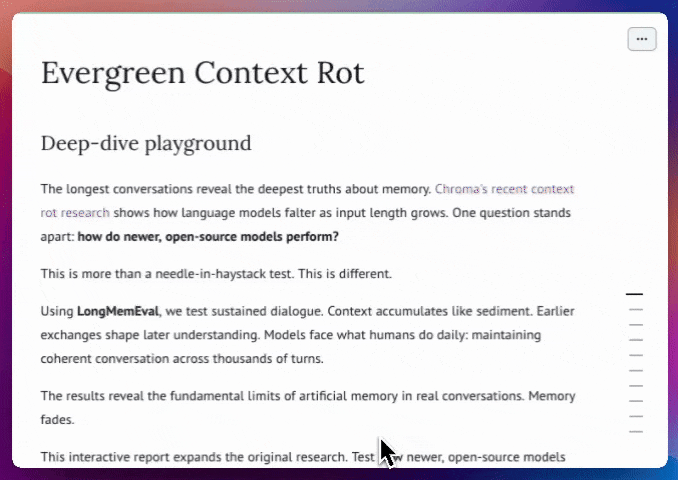 Evergreen Context Rot
Deep-dive playground
The longest conversations reveal the deepest truths about memory. Chroma's recent context
rot research shows how language models falter as input length grows. One question stands
apart: how do newer, open-source models perform?
This is more than a needle-in-haystack test. This is different.
Using LongMemEval, we test sustained dialogue. Context accumulates like sediment. Earlier
exchanges shape later understanding. Models face what humans do daily: maintaining
coherent conversation across thousands of turns.
The results reveal the fundamental limits of artificial memory in real conversations. Memory
fades.
This interactive report expands the original research. Test newer, open-source models